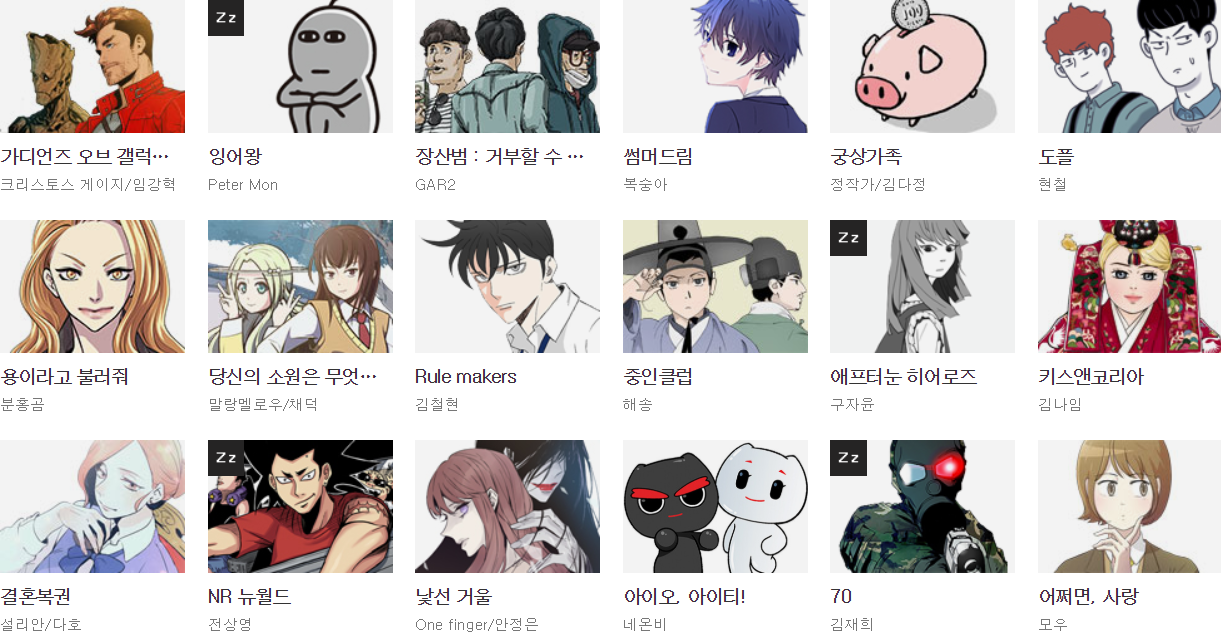 Zz
가디언즈 오브 갤럭…
잉어왕
장산범 : 거부할 수 …
썸머드림
궁상가족
도플
크리스토스 게이지/임강혁
Peter Mon
GAR2
복숭아
정작가/김다정
현철
Zz
용이라고 불러줘
당신의 소원은 무엇…
Rule makers
중인클럽
애프터눈 히어로즈
키스앤코리아
분홍곰
말랑멜로우/채덕
김철현
해송
구자윤
김나임
Zz
Zz
결혼복권
NR 뉴월드
낯선 거울
아이오, 아이티!
70
어쩌면, 사랑
설리안/다호
전상영
One finger/안정은
네온비
김재희
모우